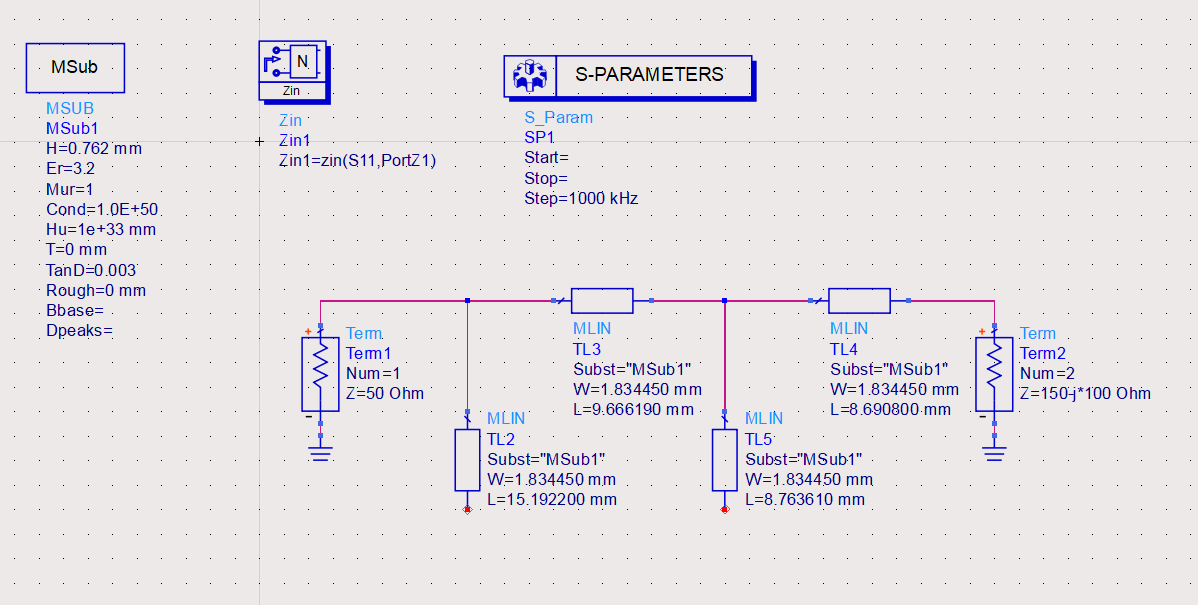 MSub
MSUB
MSub1
H=0.762 mm
Er=3.2
Mur=1
Cond=1.0E+50
Hu=1e+33 mm
T=0 mm
TanD=0.003
Rough=0 mm
Bbase=
Dpeaks=
N
Zin
Zin
Zin1
Zin1=zin(S11,PortZ1)
S-PARAMETERS
S_Param
SP1
Start=
Stop=
Step=1000 kHz
+
Term
Term1
Num=1
Z=50 Ohm
-
MLIN
TL2
Subst="MSub1"
W=1.834450 mm
L=15.192200 mm
MLIN
TL3
Subst="MSub1"
W=1.834450 mm
L=9.666190 mm
MLIN
TL5
Subst="MSub1"
W=1.834450 mm
L=8.763610 mm
MLIN
TL4
Subst="MSub1"
W=1.834450 mm
L=8.690800 mm
+
Term
Term2
Num=2
Z=150-j*100 Ohm
-